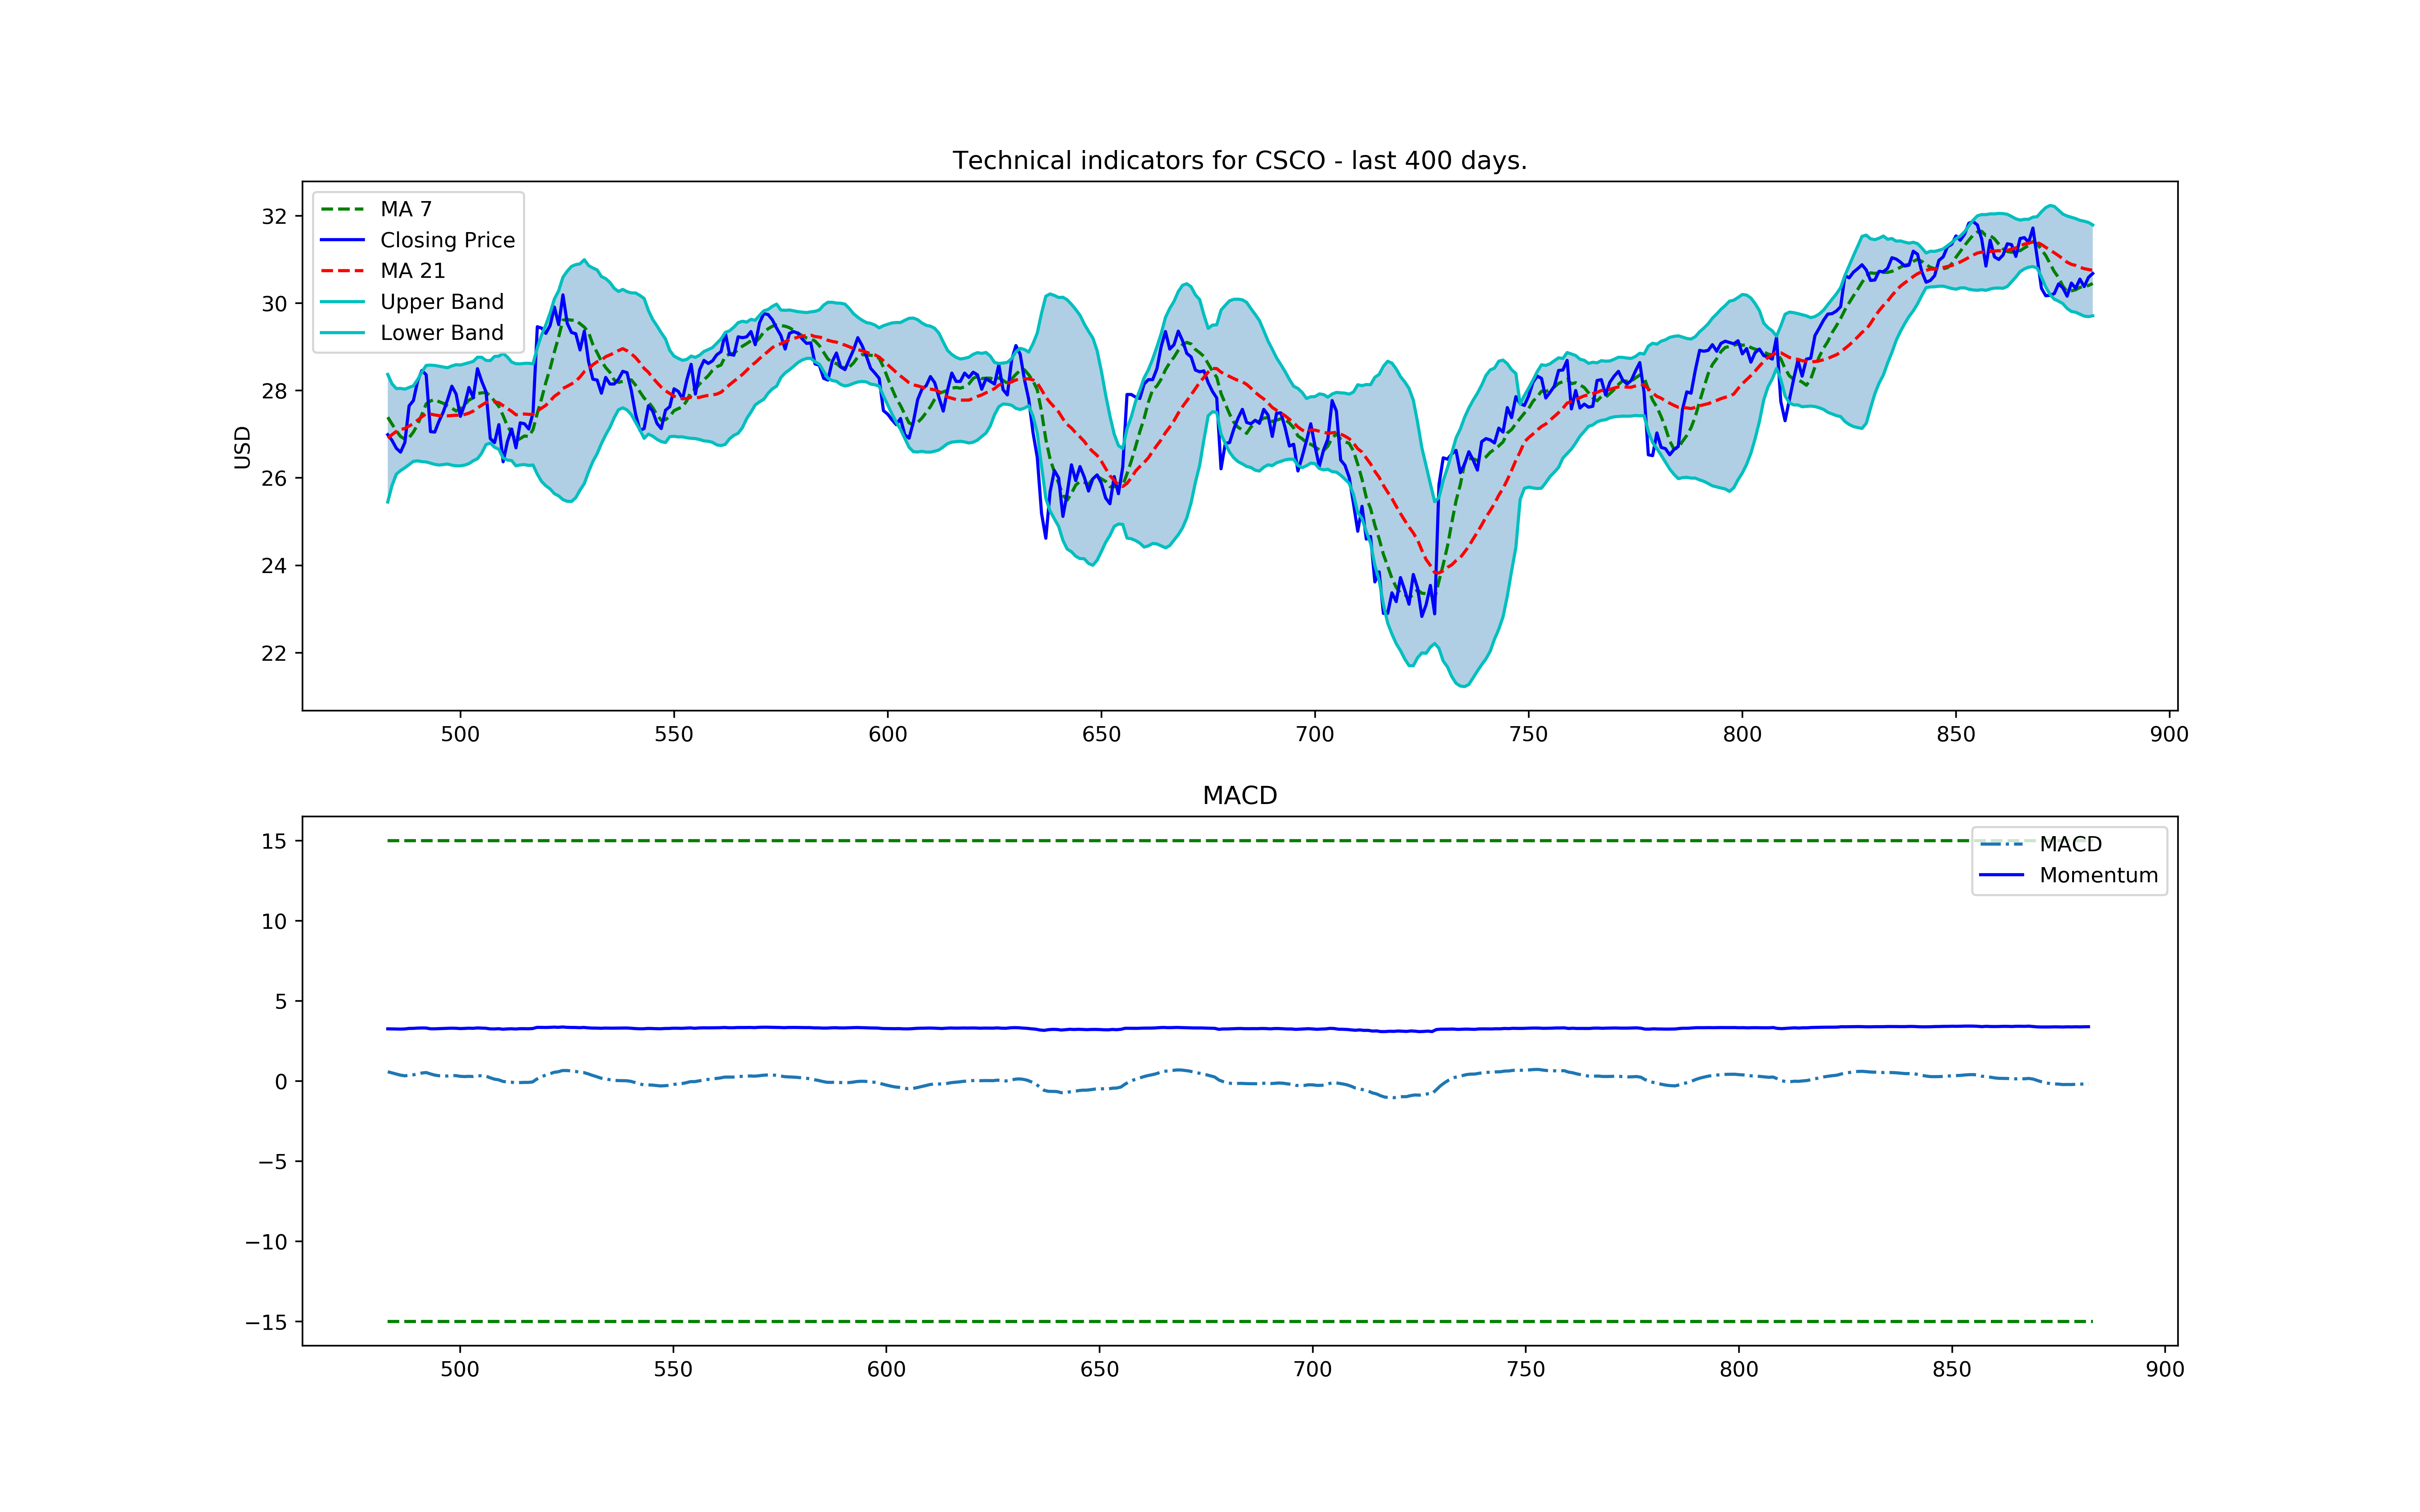 Technical indicators for CSCO - last 400 days.
MA 7
Closing Price
MA 21
Upper Band
Lower Band
USD
32
30
28
26
24
22
500 550 600 650 700 750 800 850 900
MACD
MACD
Momentum
15
10
5
0
−5
−10
−15
500 550 600 650 700 750 800 850 900